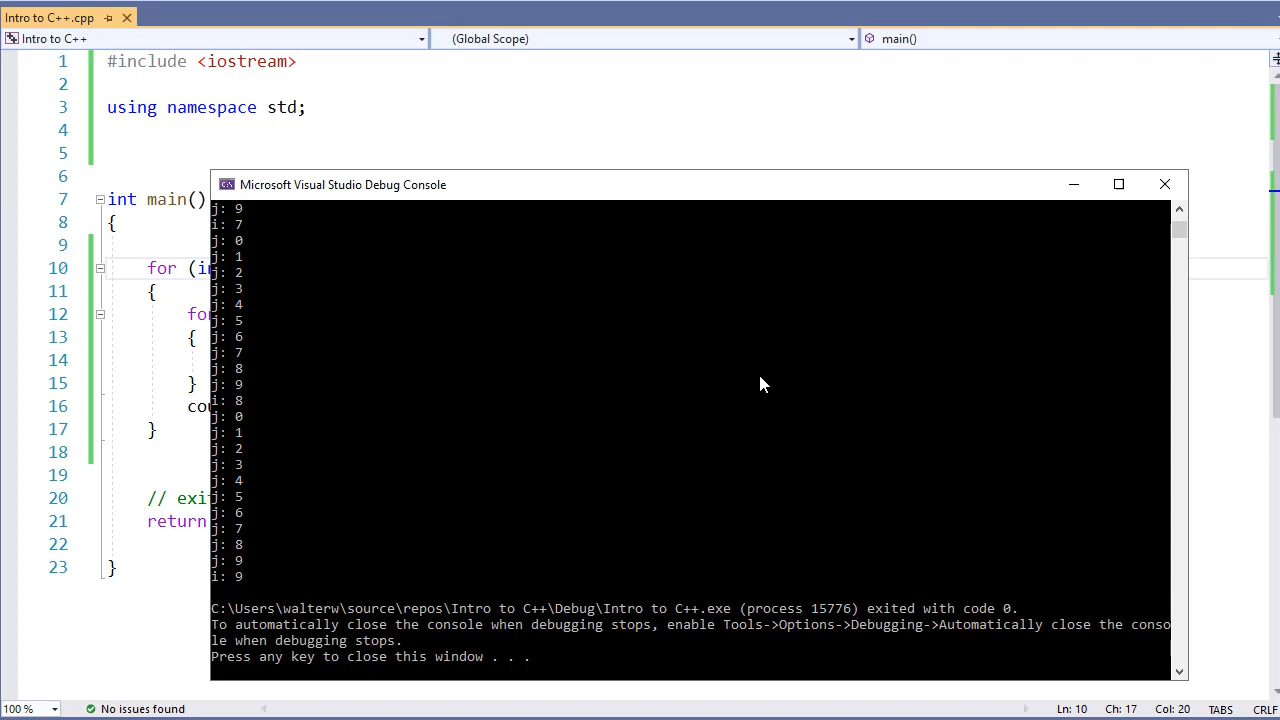 Intro to C++.cpp
Intro to C++ (Global Scope) main()
1 #include <iostream>
2
3 using namespace std;
4
5
6
7 int main()
8 {
9
10 for (in
11 {
12 for
13 {
14
15 }
16 cou
17 }
18
19
20 // exit
21 return
22
23 }
Microsoft Visual Studio Debug Console
j: 9
i: 7
j: 0
j: 1
j: 2
j: 3
j: 4
j: 5
j: 6
j: 7
j: 8
j: 9
i: 8
j: 0
j: 1
j: 2
j: 3
j: 4
j: 5
j: 6
j: 7
j: 8
j: 9
i: 9
C:\Users\walterw\source\repos\Intro to C++\Debug\Intro to C++.exe (process 15776) exited with code 0.
To automatically close the console when debugging stops, enable Tools->Options->Debugging->Automatically close the conso
le when debugging stops.
Press any key to close this window . . .
100 % No issues found Ln: 10 Ch: 17 Col: 20 TABS CRLF